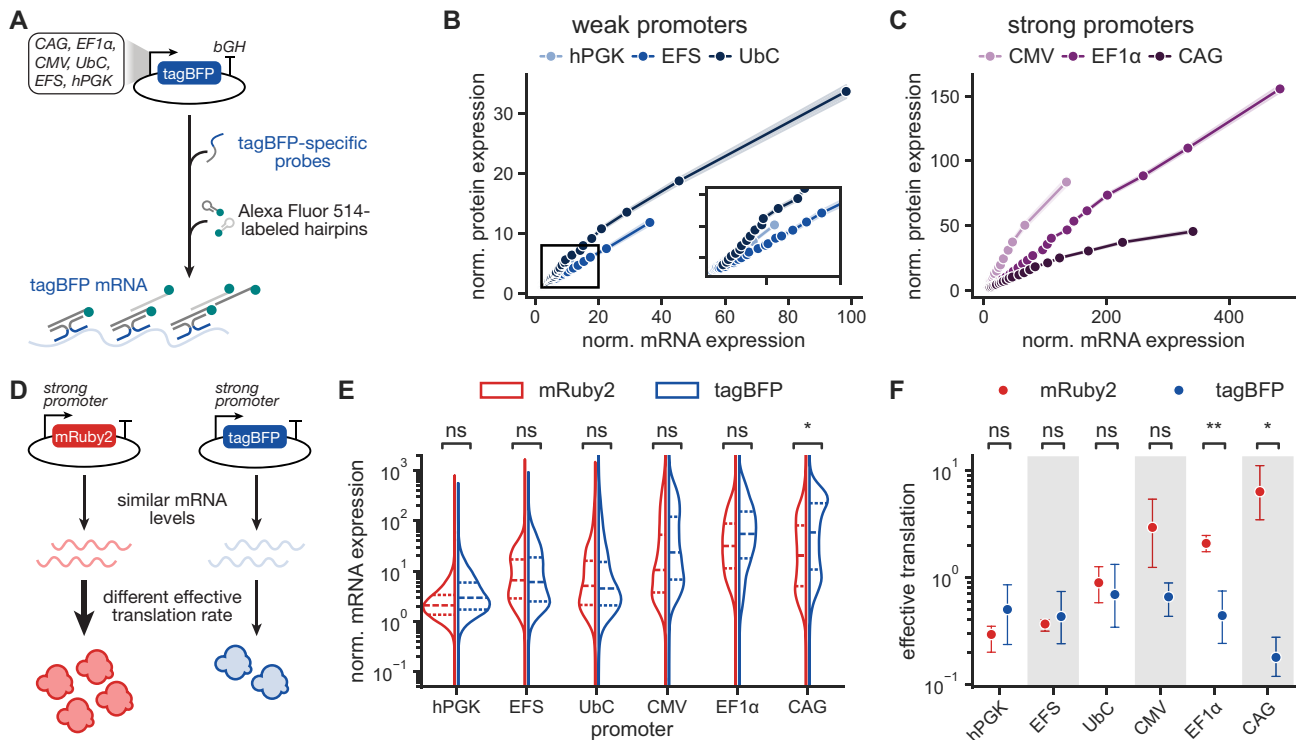 A
CAG, EF1α,
CMV, UbC,
EFS, hPGK
bGH
tagBFP
tagBFP-specific
probes
Alexa Fluor 514-
labeled hairpins
tagBFP mRNA
B
weak promoters
hPGK EFS UbC
norm. protein expression
30
20
10
0
0 20 40 60 80 100
norm. mRNA expression
C
strong promoters
CMV EF1α CAG
norm. protein expression
150
100
50
0
0 200 400
norm. mRNA expression
D
strong
promoter
mRuby2
strong
promoter
tagBFP
similar mRNA
levels
different effective
translation rate
E
mRuby2 tagBFP
ns ns ns ns ns *
norm. mRNA expression
10³
10²
10¹
10⁰
10⁻¹
hPGK EFS UbC CMV EF1α CAG
promoter
F
mRuby2 tagBFP
ns ns ns ns ** *
effective translation
10¹
10⁰
10⁻¹
hPGK EFS UbC CMV EF1α CAG